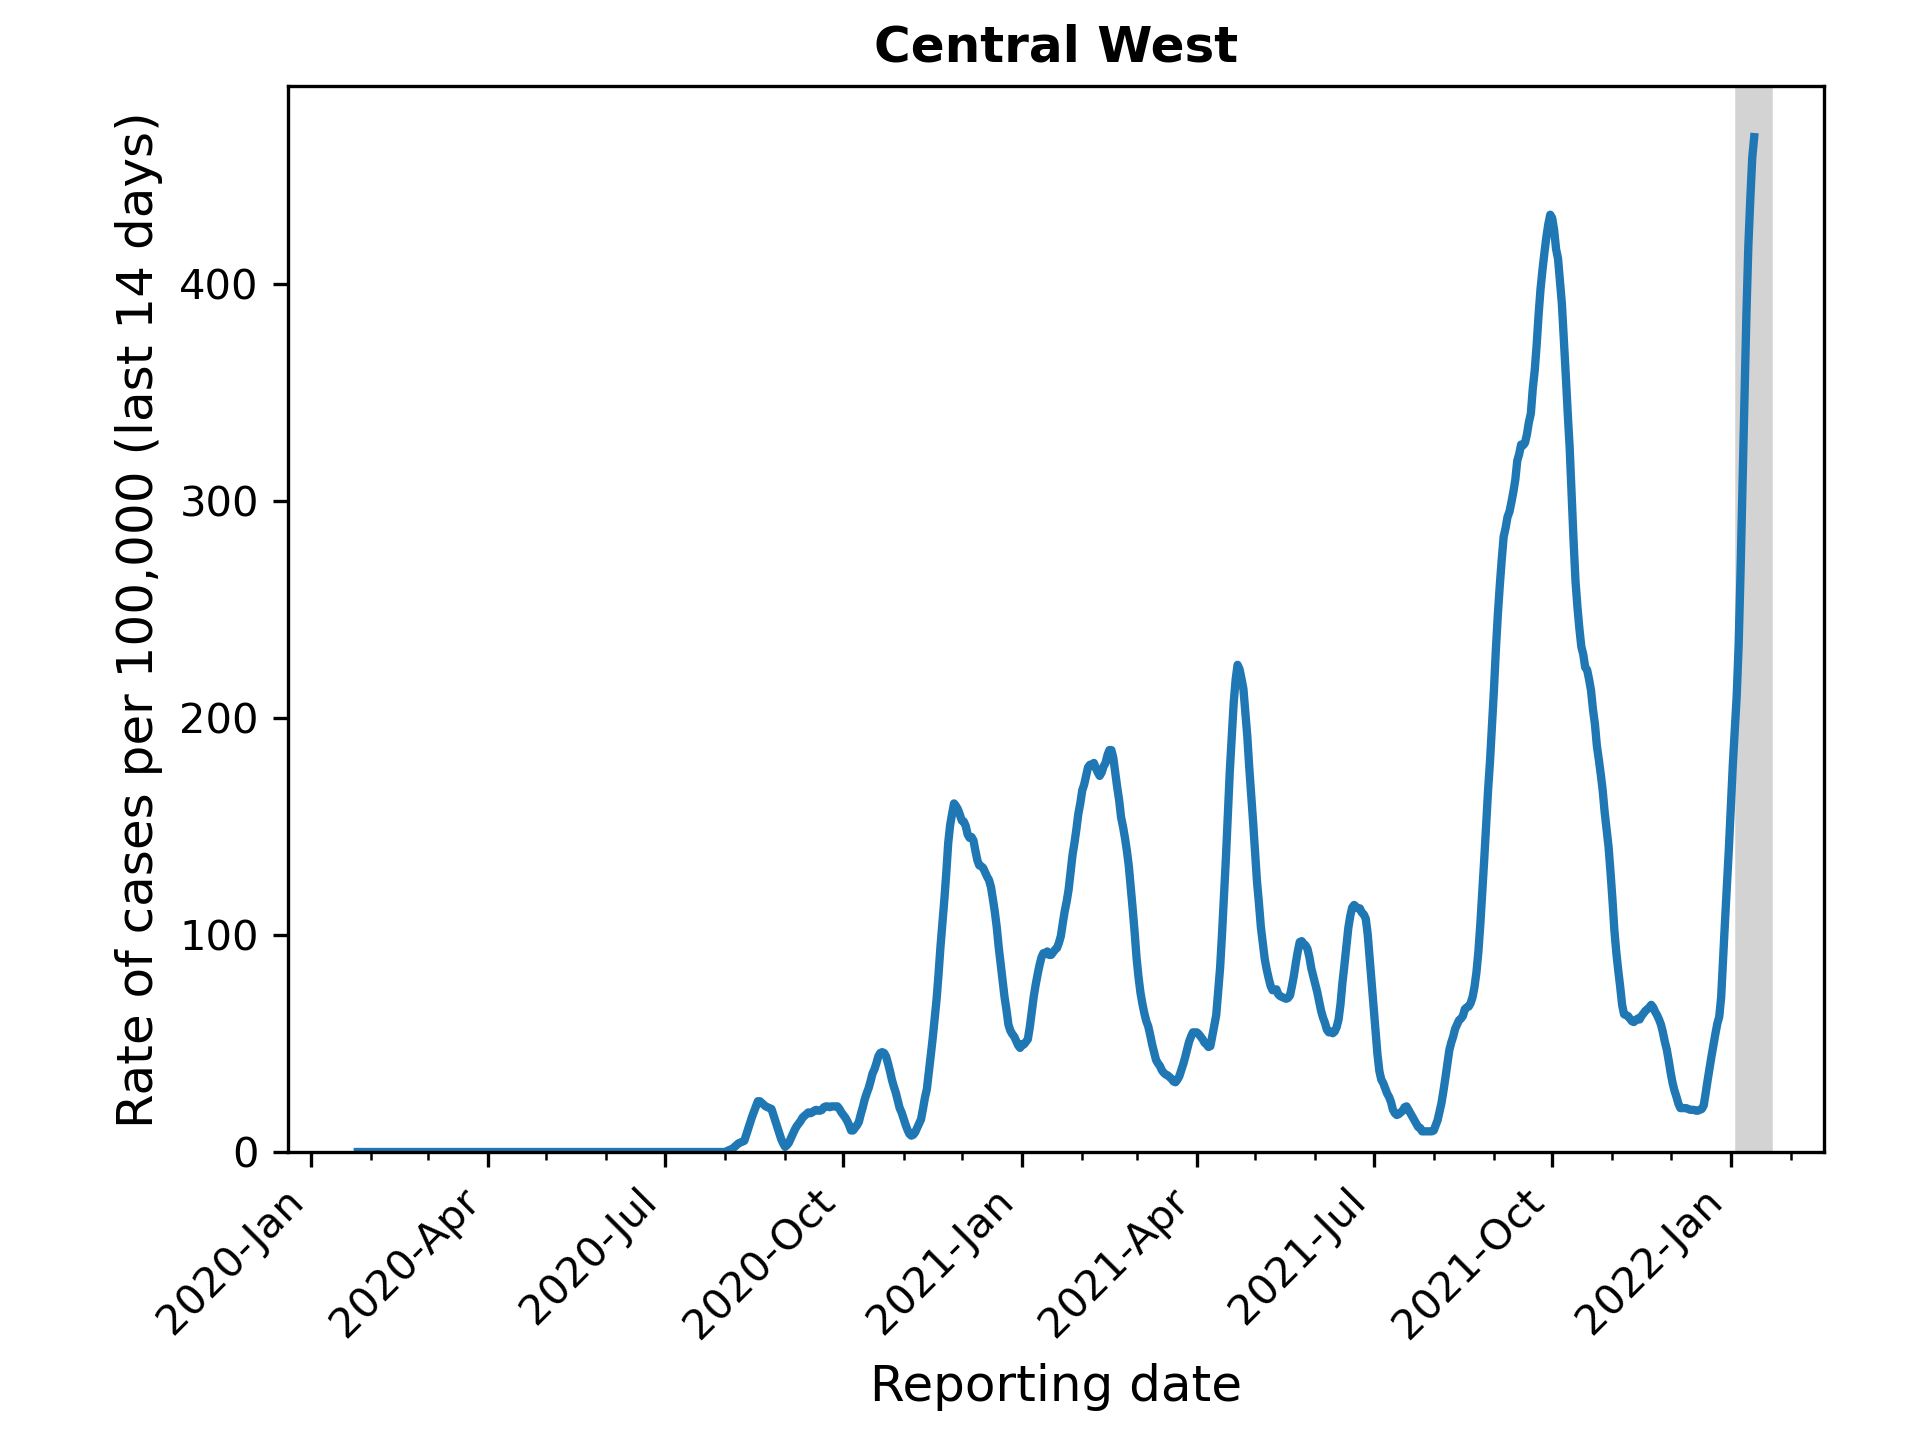 Central West
Rate of cases per 100,000 (last 14 days)
400
300
200
100
0
2020-Jan
2020-Apr
2020-Jul
2020-Oct
2021-Jan
2021-Apr
2021-Jul
2021-Oct
2022-Jan
Reporting date